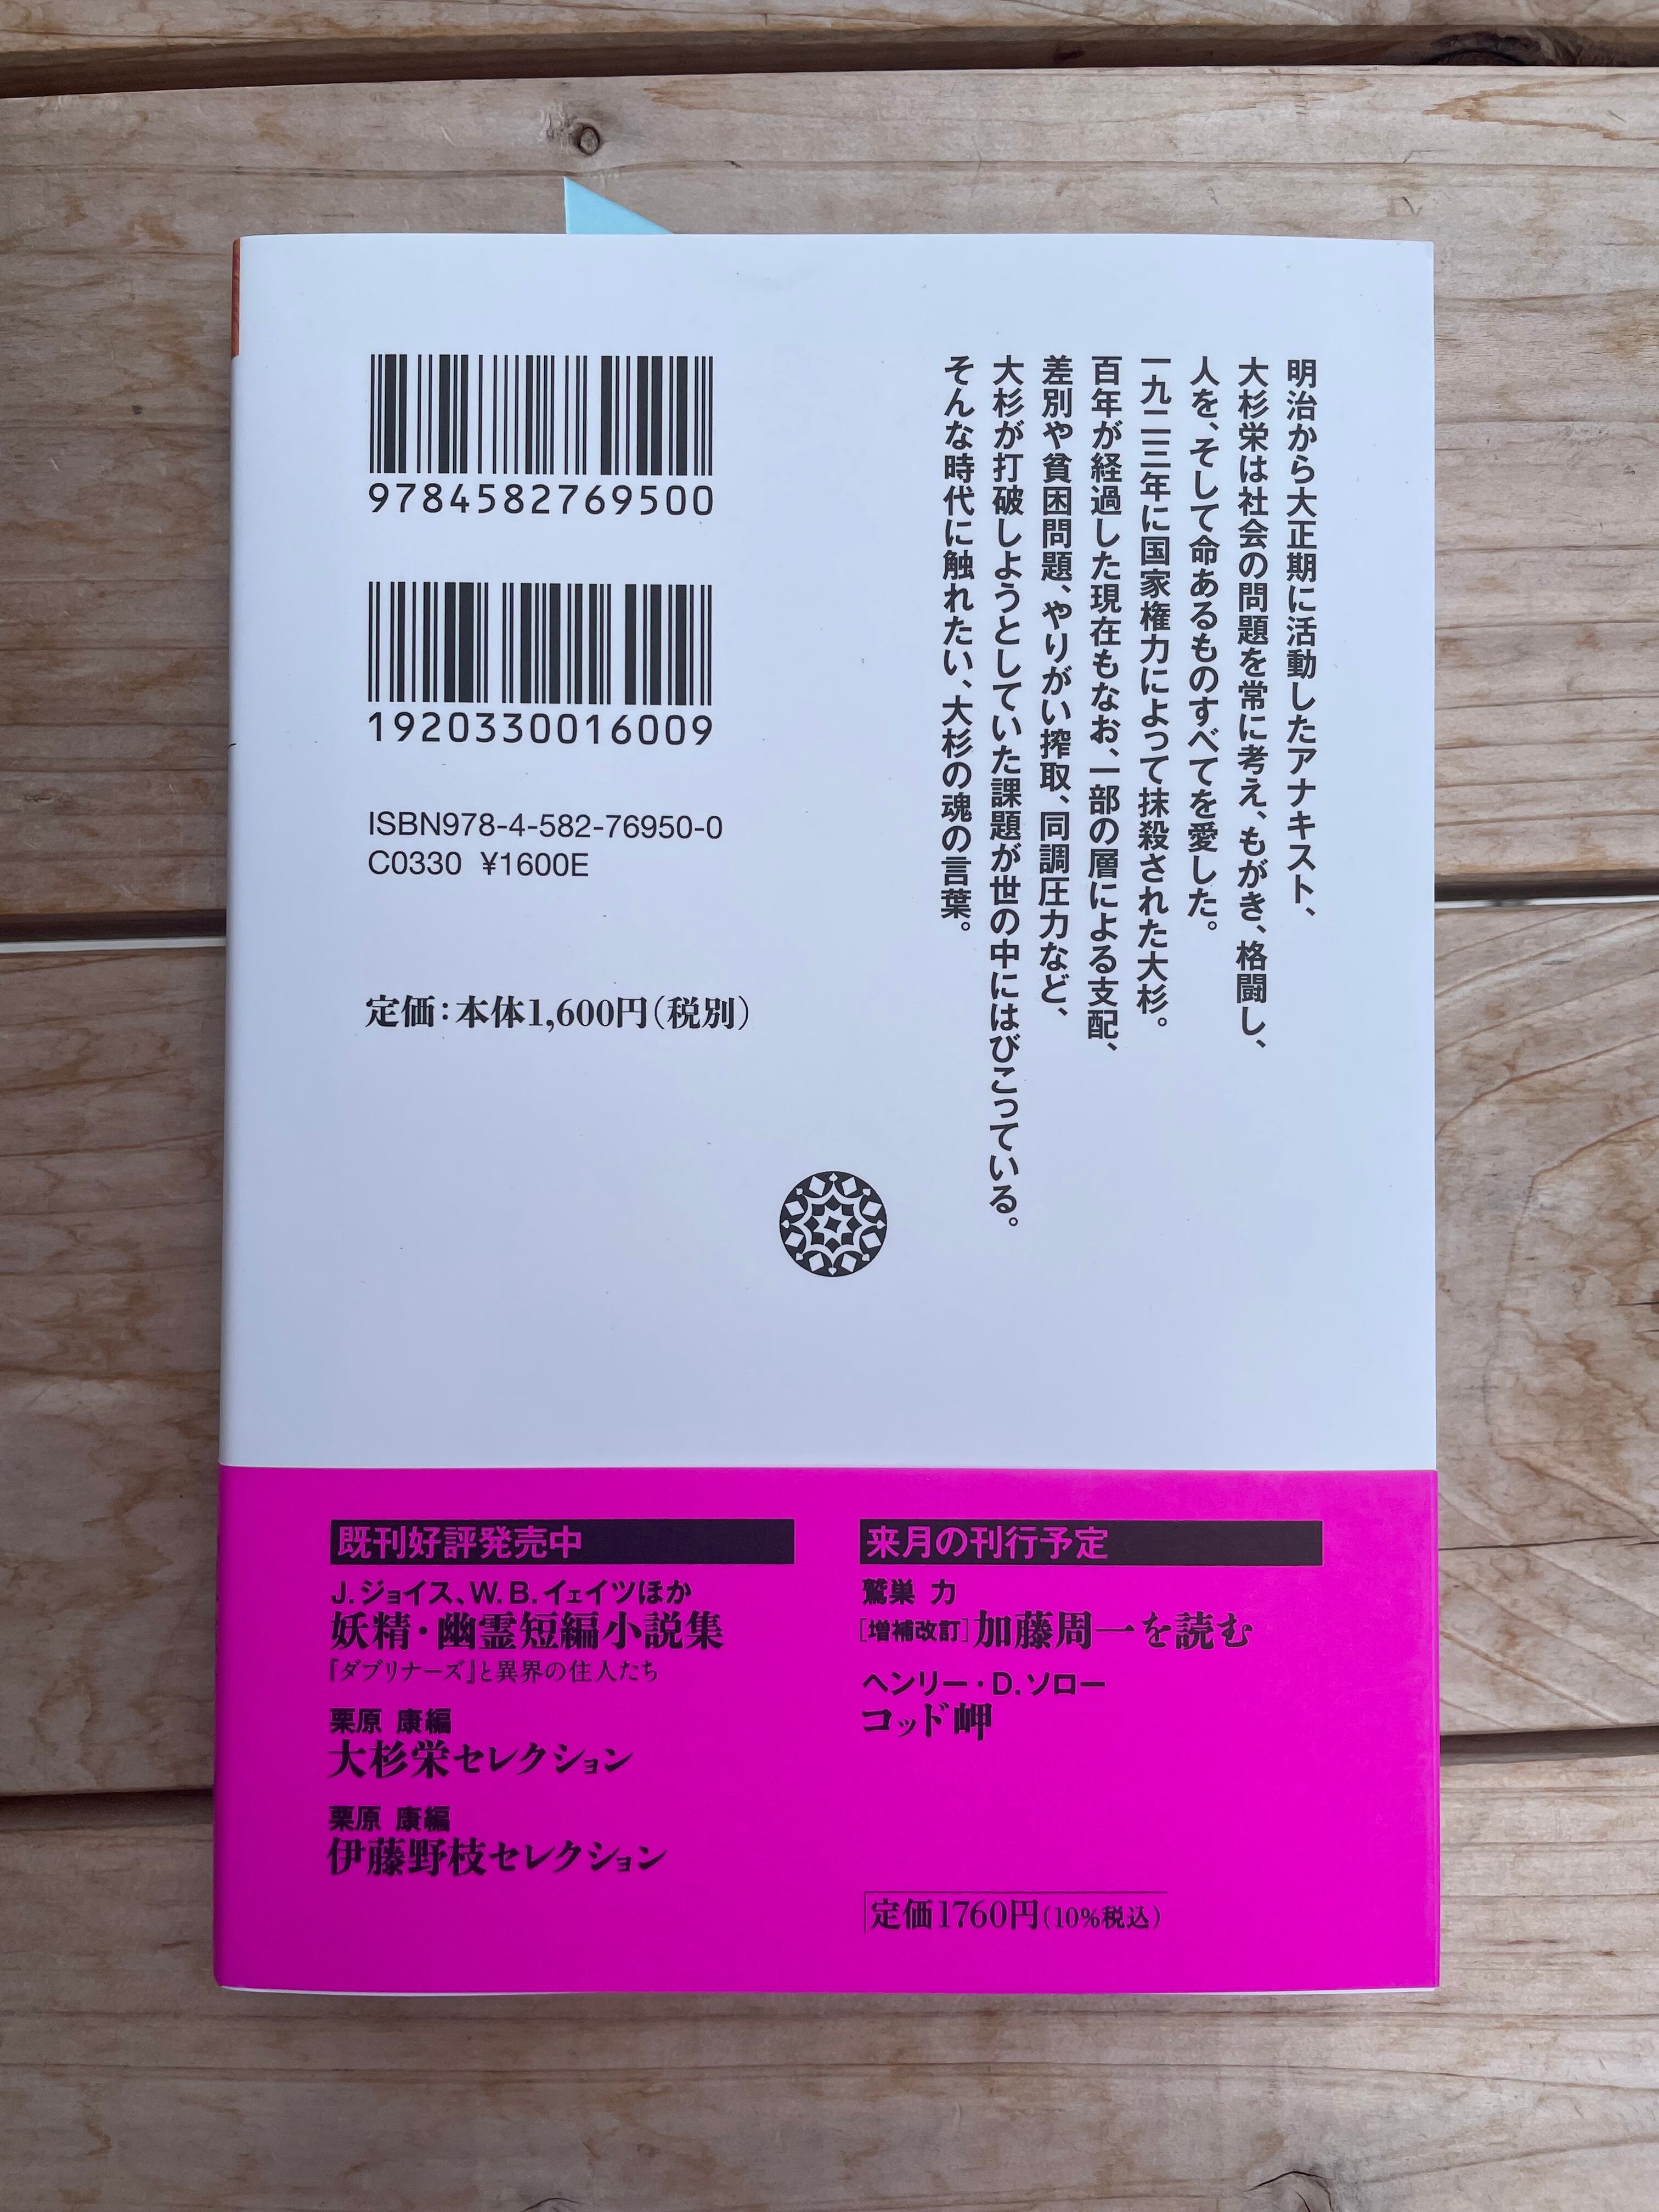 明治から大正期に活動したアナキスト、
大杉栄は社会の問題を常に考え、もがき、格闘し、
人を、そして命あるものすべてを愛した。
一九二三年に国家権力によって抹殺された大杉。
百年が経過した現在もなお、一部の層による支配、
差別や貧困問題、やりがい搾取、同調圧力など、
大杉が打破しようとしていた課題が世の中にはびこっている。
そんな時代に触れたい、大杉の魂の言葉。
9784582769500
1920330016009
ISBN978-4-582-76950-0
C0330 ¥1600E
定価：本体1,600円（税別）
来月の刊行予定
鷲巣 力
［増補改訂］加藤周一を読む
ヘンリー・D.ソロー
コッド岬
定価1760円（10%税込）
既刊好評発売中
J.ジョイス、W.B.イェイツほか
妖精・幽霊短編小説集
『ダブリナーズ』と異界の住人たち
栗原 康編
大杉栄セレクション
栗原 康編
伊藤野枝セレクション